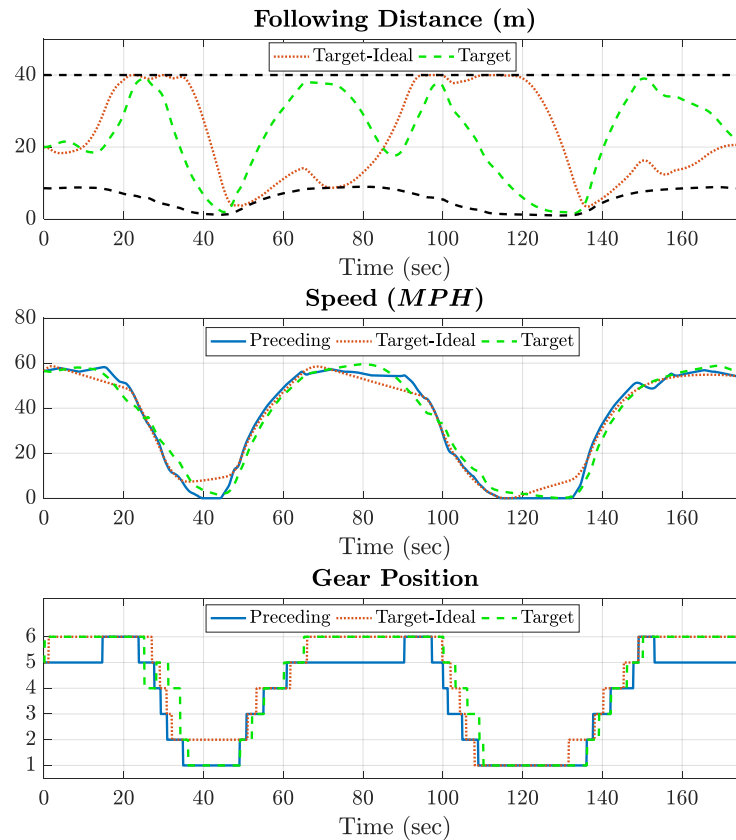 Following Distance (m)
Target-Ideal Target
40
20
0
0 20 40 60 80 100 120 140 160
Time (sec)
Speed (MPH)
Preceding Target-Ideal Target
80
60
40
20
0
0 20 40 60 80 100 120 140 160
Time (sec)
Gear Position
Preceding Target-Ideal Target
6
5
4
3
2
1
0 20 40 60 80 100 120 140 160
Time (sec)